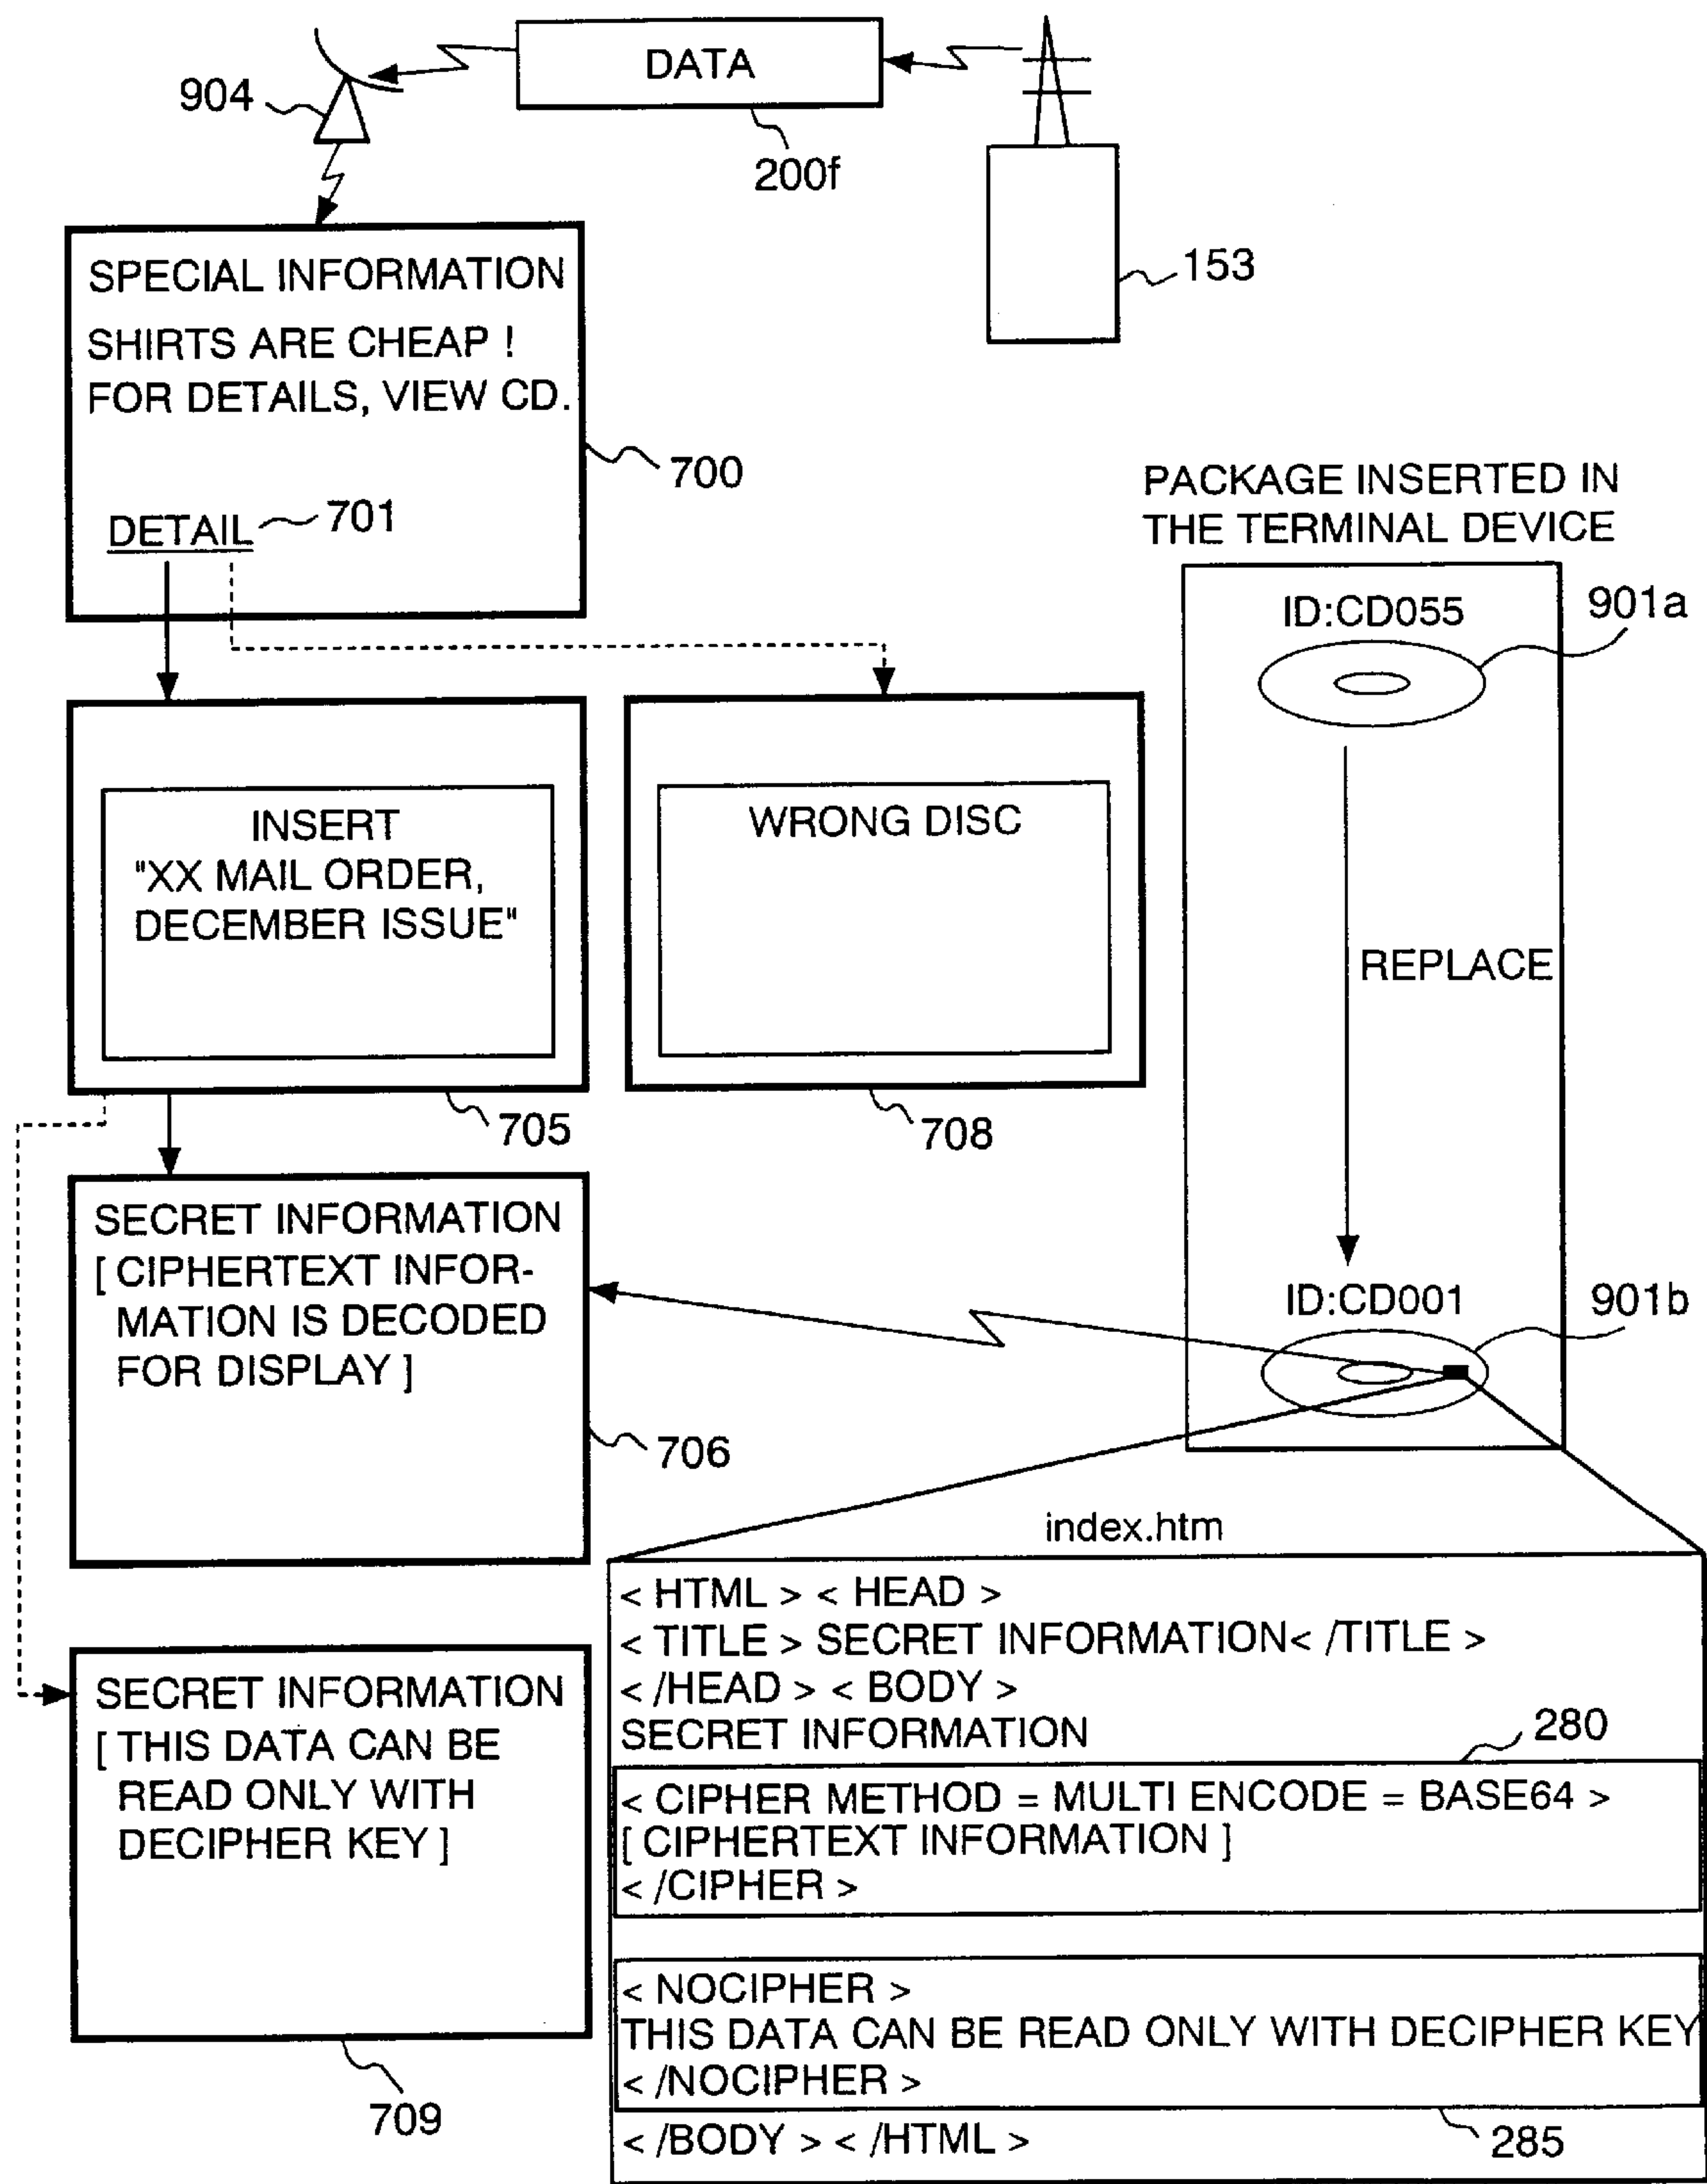 DATA
904
200f
153
SPECIAL INFORMATION
SHIRTS ARE CHEAP !
FOR DETAILS, VIEW CD.
700
DETAIL
701
PACKAGE INSERTED IN
THE TERMINAL DEVICE
ID:CD055
901a
INSERT
"XX MAIL ORDER,
DECEMBER ISSUE"
705
WRONG DISC
708
REPLACE
ID:CD001
901b
SECRET INFORMATION
[ CIPHERTEXT INFOR-
MATION IS DECODED
FOR DISPLAY ]
706
SECRET INFORMATION
[ THIS DATA CAN BE
READ ONLY WITH
DECIPHER KEY ]
709
index.htm
< HTML > < HEAD >
< TITLE > SECRET INFORMATION< /TITLE >
< /HEAD > < BODY >
SECRET INFORMATION
280
< CIPHER METHOD = MULTI ENCODE = BASE64 >
[ CIPHERTEXT INFORMATION ]
< /CIPHER >
< NOCIPHER >
THIS DATA CAN BE READ ONLY WITH DECIPHER KEY
< /NOCIPHER >
285
< /BODY > < /HTML >